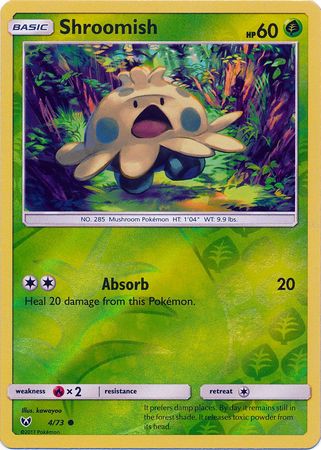 BASIC Shroomish HP60
NO. 285 Mushroom Pokémon HT: 1'04" WT: 9.9 lbs.
Absorb 20
Heal 20 damage from this Pokémon.
weakness ×2 resistance retreat
Illus. kawayoo
4/73
©2017 Pokémon
It prefers damp places. By day it remains still in
the forest shade. It releases toxic powder from
its head.